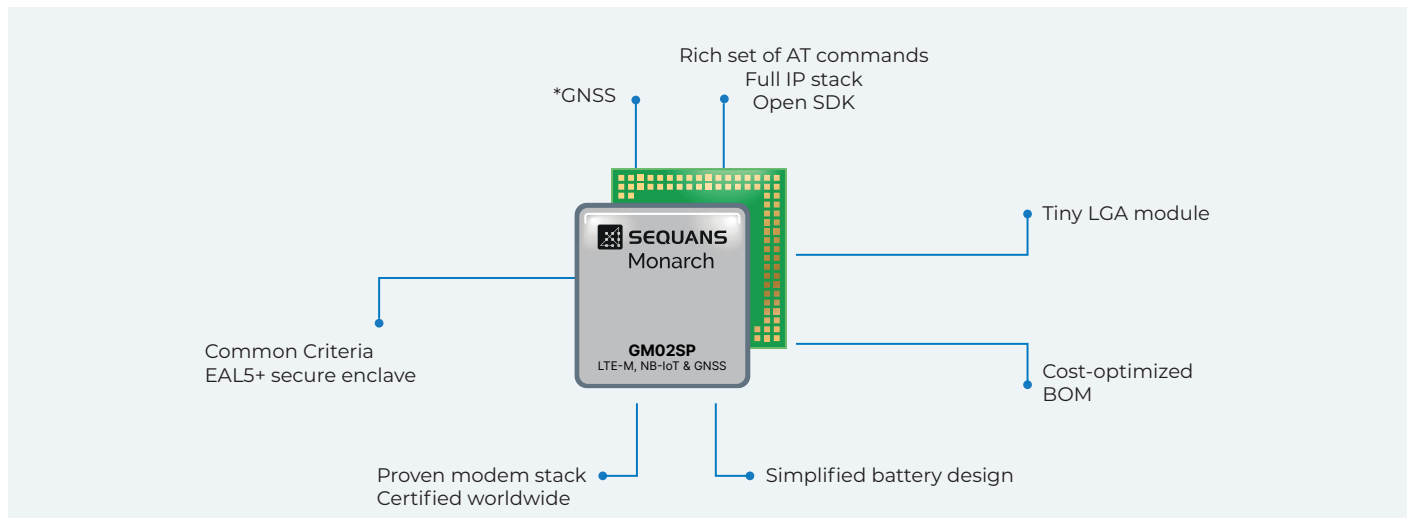 Rich set of AT commands
Full IP stack
Open SDK
*GNSS
Tiny LGA module
SEQUANS
Monarch
GM02SP
LTE-M, NB-IoT & GNSS
Common Criteria
EAL5+ secure enclave
Cost-optimized
BOM
Proven modem stack
Certified worldwide
Simplified battery design